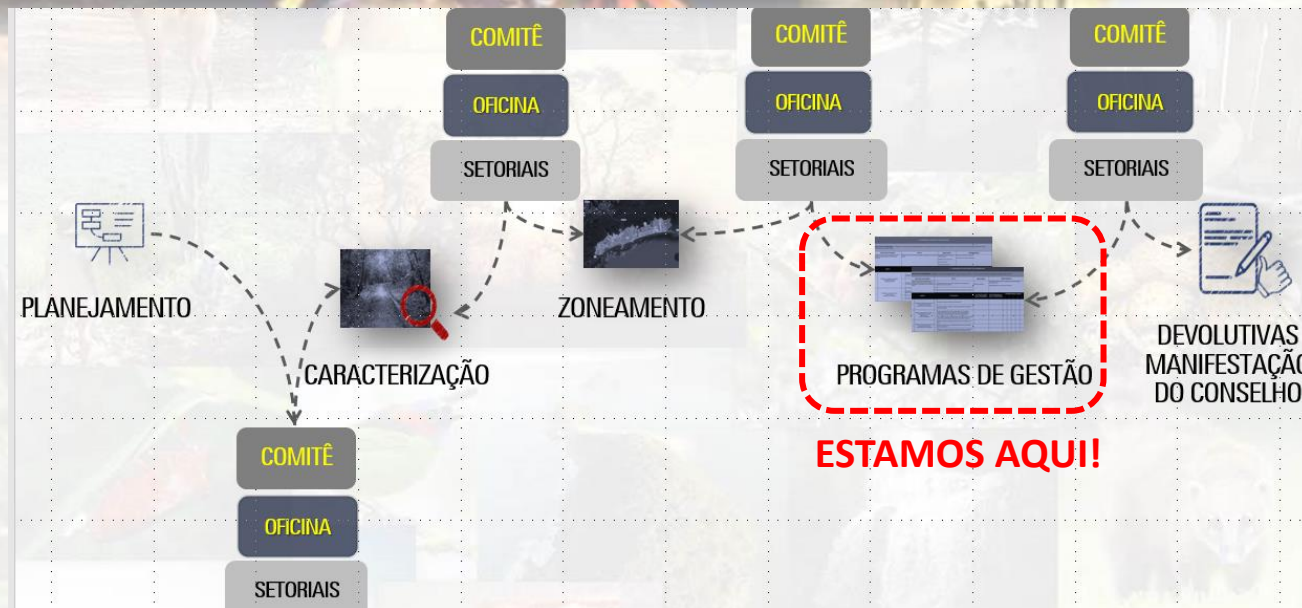 COMITÊ
OFICINA
SETORIAIS
COMITÊ
OFICINA
SETORIAIS
COMITÊ
OFICINA
SETORIAIS
PLANEJAMENTO
CARACTERIZAÇÃO
ZONEAMENTO
PROGRAMAS DE GESTÃO
DEVOLUTIVAS
MANIFESTAÇÃO
DO CONSELHO
ESTAMOS AQUI!
COMITÊ
OFICINA
SETORIAIS